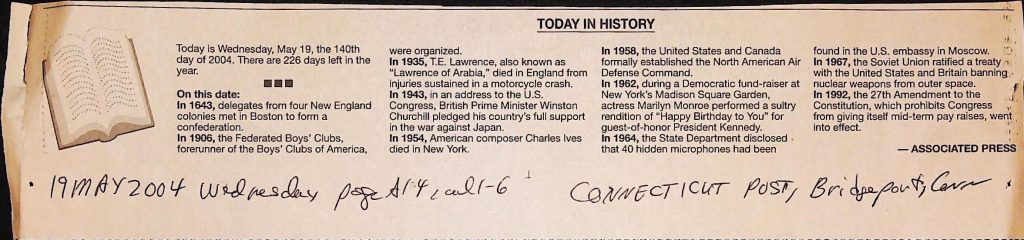 TODAY IN HISTORY
Today is Wednesday, May 19, the 140th
day of 2004. There are 226 days left in the
year.
On this date:
In 1643, delegates from four New England
colonies met in Boston to form a
confederation.
In 1906, the Federated Boys' Clubs,
forerunner of the Boys' Clubs of America,
were organized.
In 1935, T.E. Lawrence, also known as
"Lawrence of Arabia," died in England from
injuries sustained in a motorcycle crash.
In 1943, in an address to the U.S.
Congress, British Prime Minister Winston
Churchill pledged his country's full support
in the war against Japan.
In 1954, American composer Charles Ives
died in New York.
In 1958, the United States and Canada
formally established the North American Air
Defense Command.
In 1962, during a Democratic fund-raiser at
New York's Madison Square Garden,
actress Marilyn Monroe performed a sultry
rendition of "Happy Birthday to You" for
guest-of-honor President Kennedy.
In 1964, the State Department disclosed
that 40 hidden microphones had been
found in the U.S. embassy in Moscow.
In 1967, the Soviet Union ratified a treaty
with the United States and Britain banning
nuclear weapons from outer space.
In 1992, the 27th Amendment to the
Constitution, which prohibits Congress
from giving itself mid-term pay raises, went
into effect.
— ASSOCIATED PRESS
19 MAY 2004 Wednesday page A14, col 1-6 CONNECTICUT POST, Bridgeport, Conn